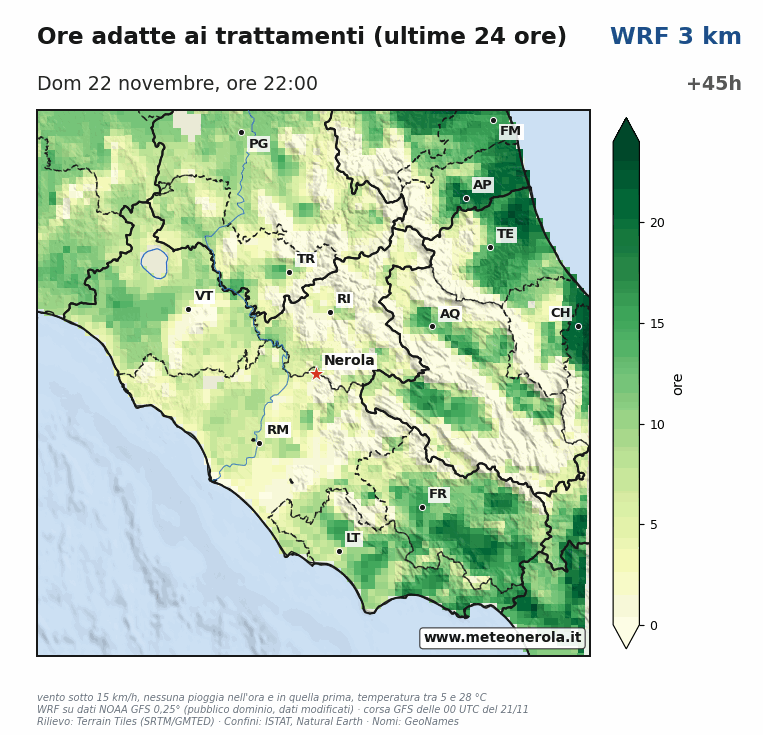 Ore adatte ai trattamenti (ultime 24 ore)
WRF 3 km
Dom 22 novembre, ore 22:00
+45h
FM
PG
AP
TE
TR
VT
RI
AQ
CH
Nerola
RM
FR
LT
www.meteonerola.it
20
15
10
5
0
ore
vento sotto 15 km/h, nessuna pioggia nell'ora e in quella prima, temperatura tra 5 e 28 °C
WRF su dati NOAA GFS 0,25° (pubblico dominio, dati modificati) · corsa GFS delle 00 UTC del 21/11
Rilievo: Terrain Tiles (SRTM/GMTED) · Confini: ISTAT, Natural Earth · Nomi: GeoNames